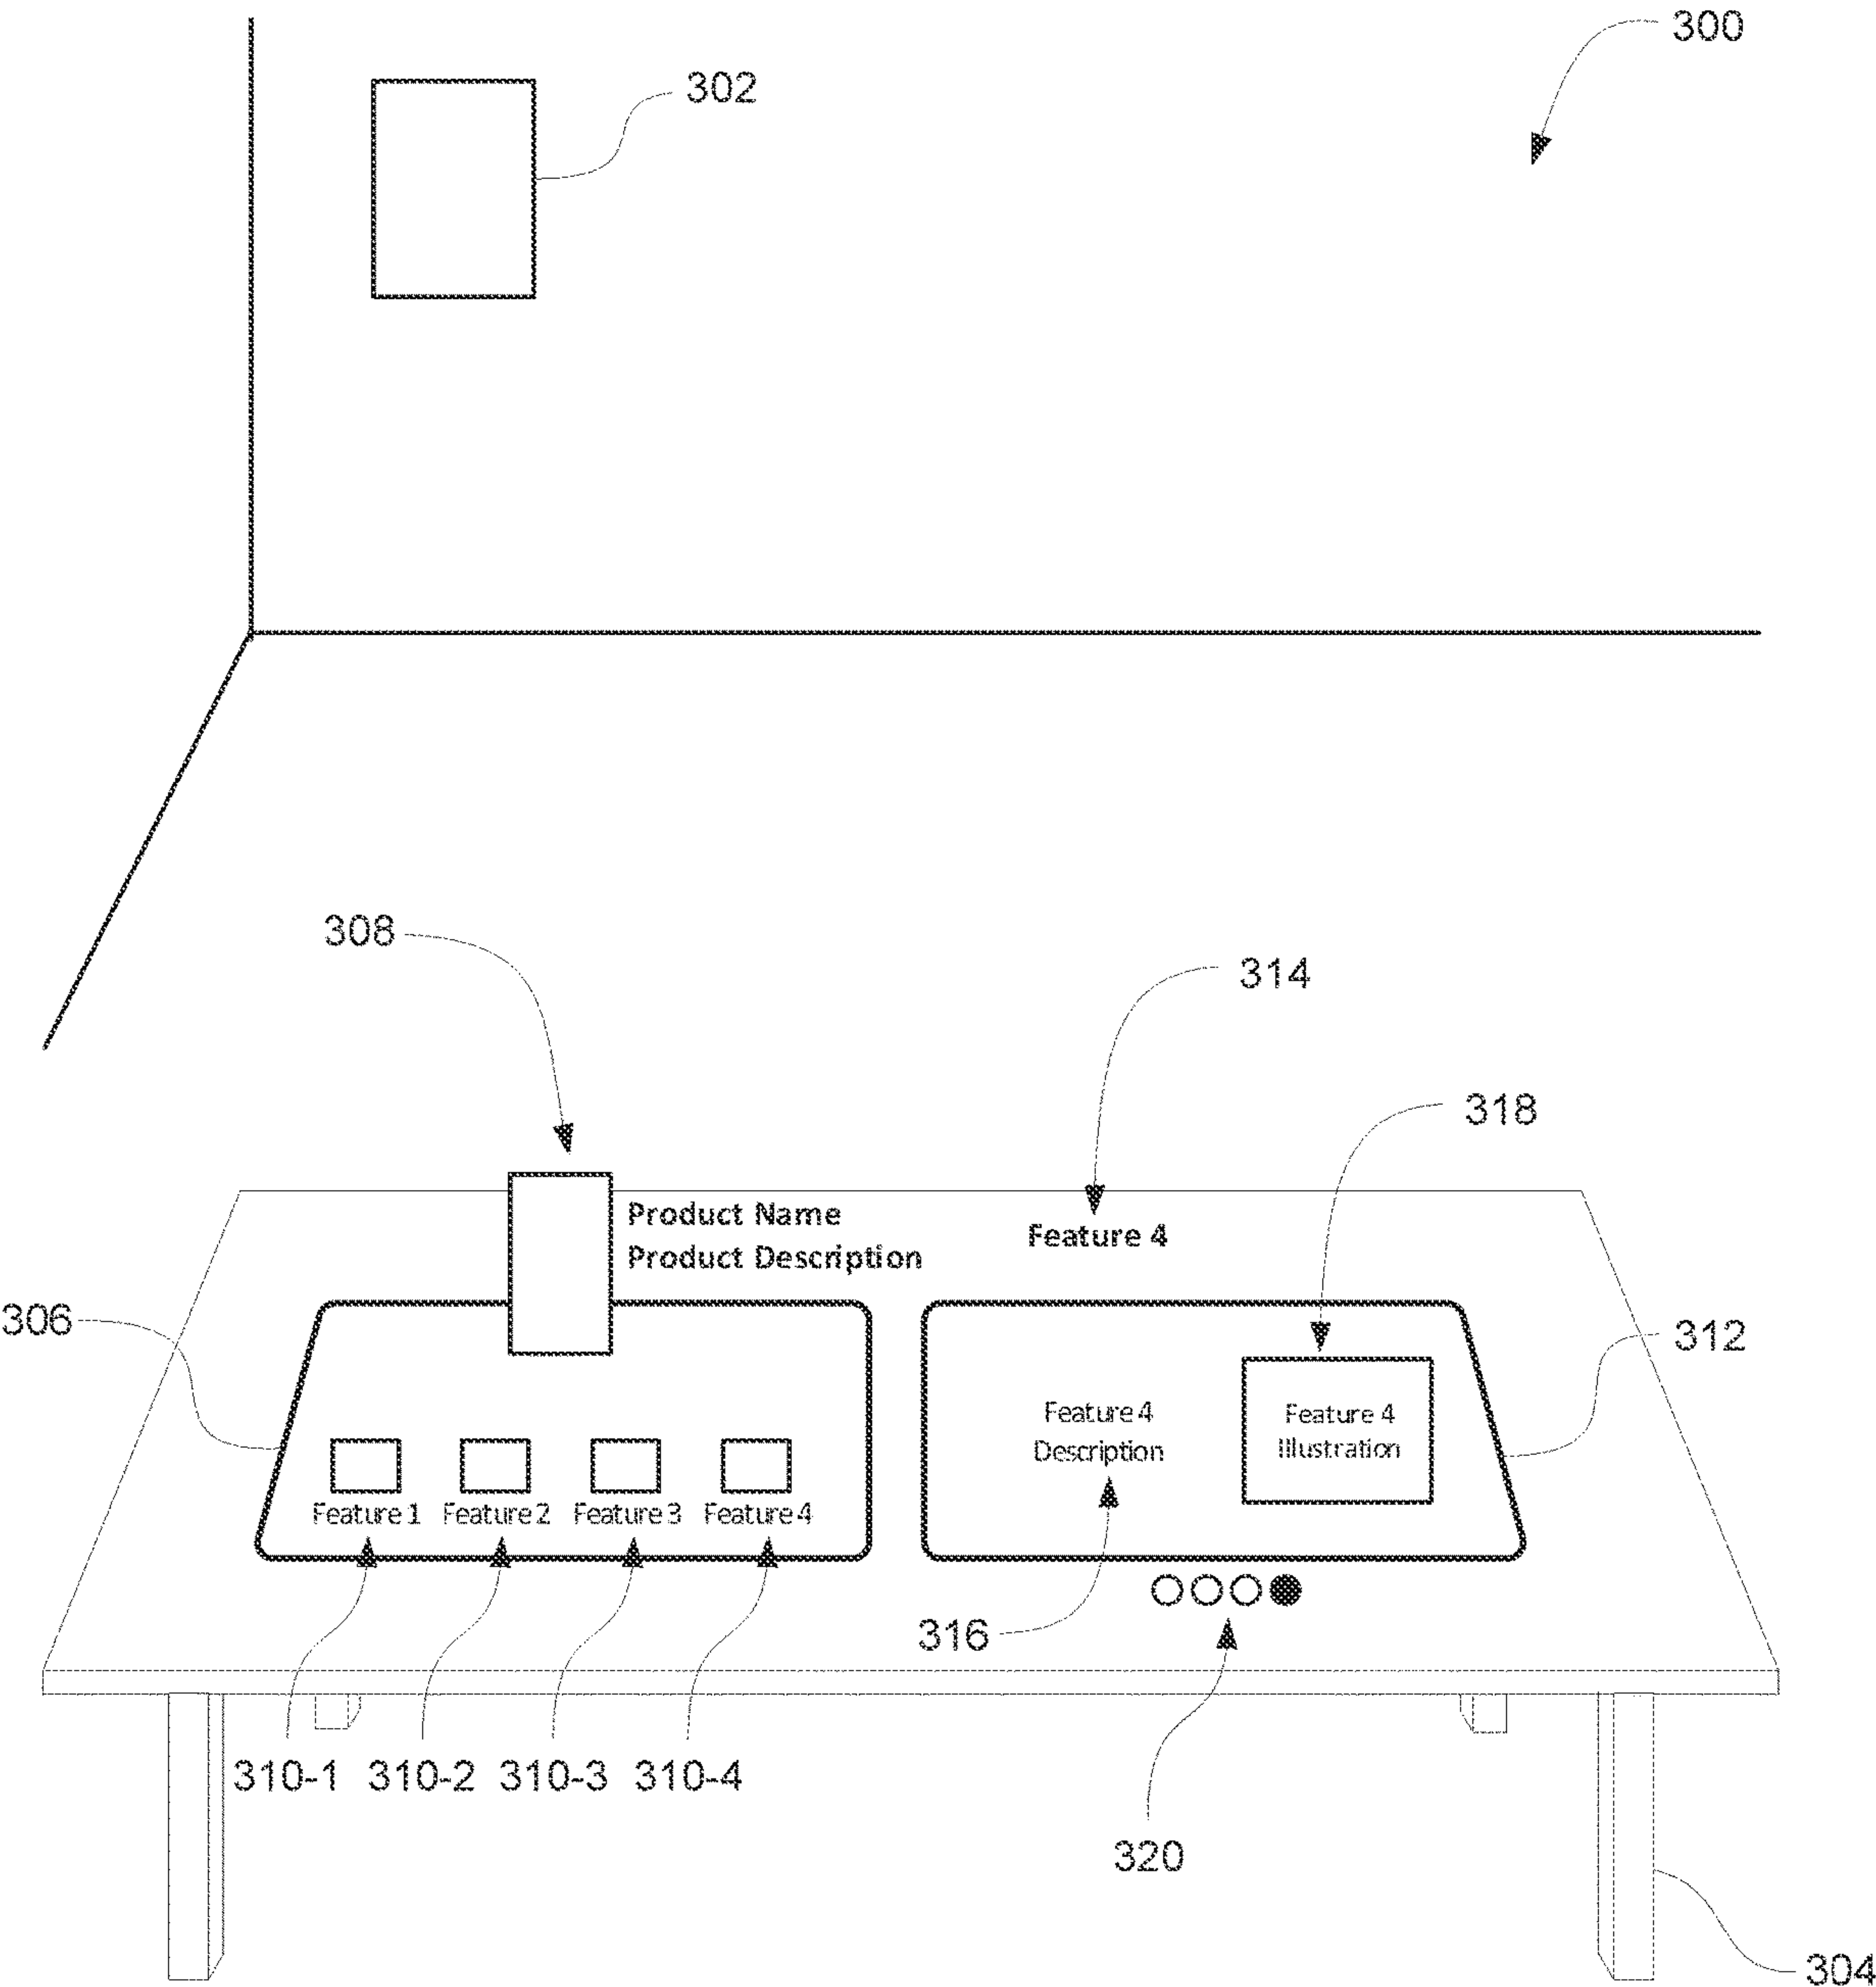 300
302
308
314
318
Product Name
Product Description
Feature 4
306
312
Feature 4
Description
Feature 4
Illustration
Feature 1
Feature 2
Feature 3
Feature 4
316
310-1
310-2
310-3
310-4
320
304